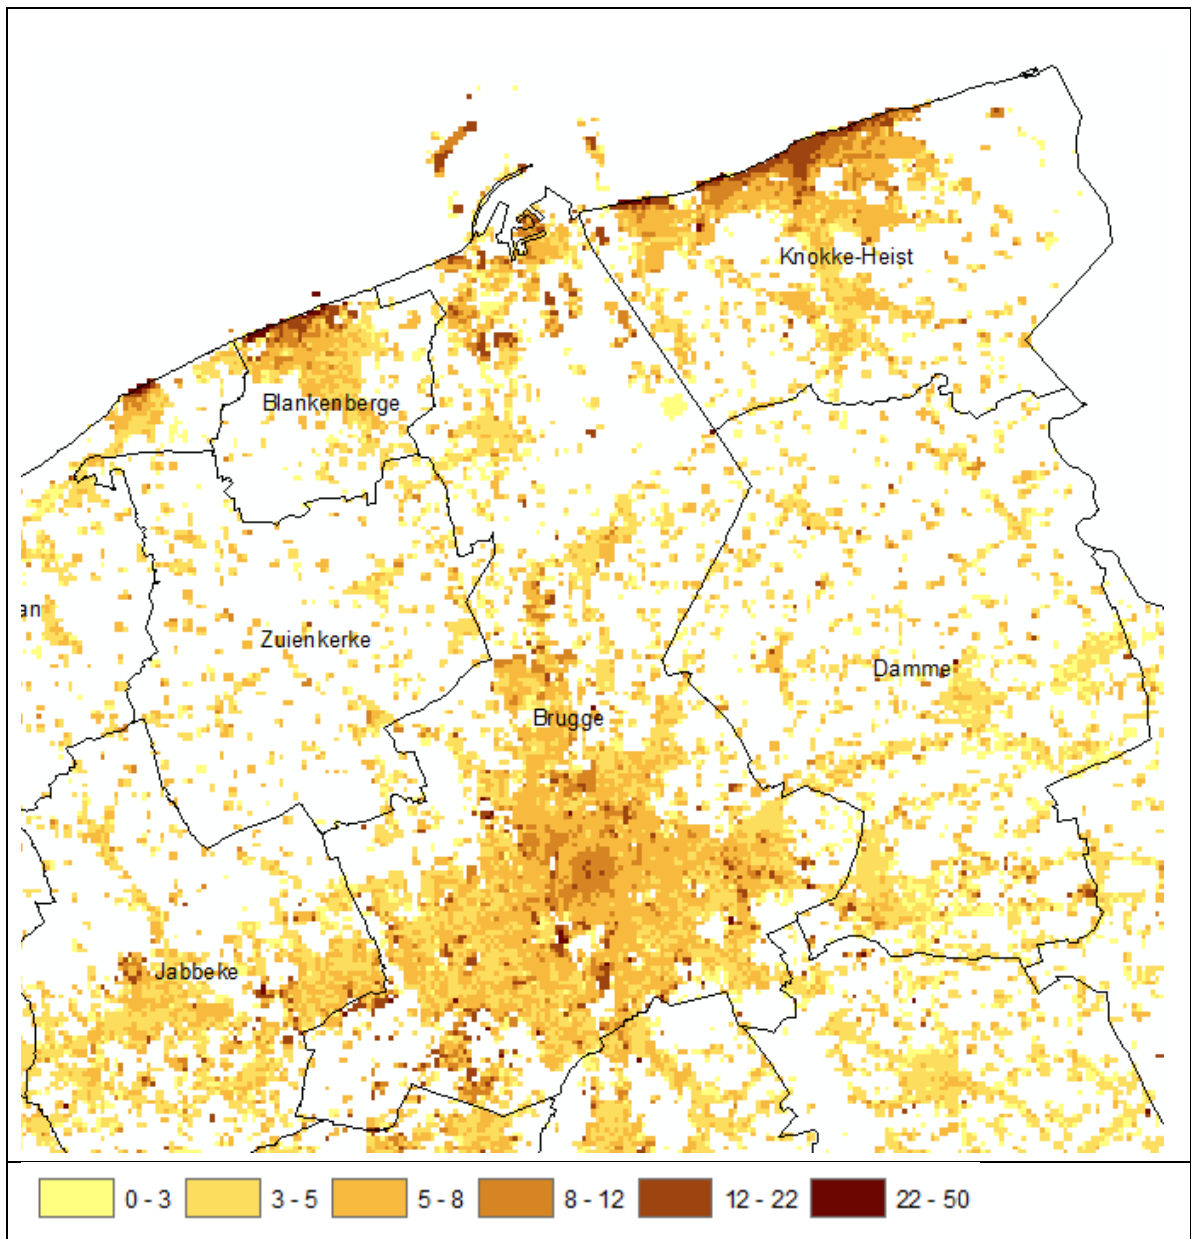 Knokke-Heist
Blankenberge
an
Zuienkerke
Damme
Brugge
Jabbeke
0 - 3
3 - 5
5 - 8
8 - 12
12 - 22
22 - 50